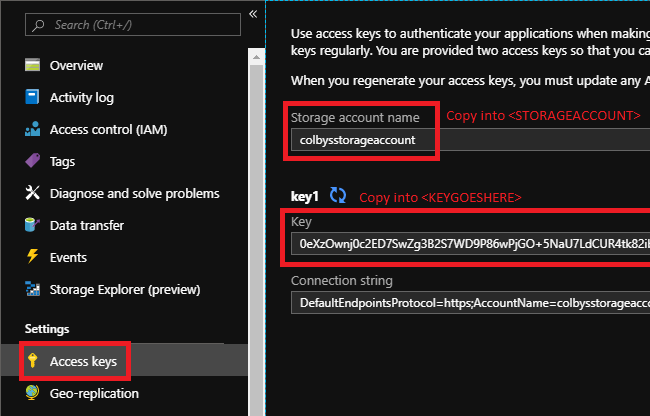 «
Search (Ctrl+/)
Overview
Activity log
Access control (IAM)
Tags
Diagnose and solve problems
Data transfer
Events
Storage Explorer (preview)
Settings
Access keys
Geo-replication
Use access keys to authenticate your applications when making
keys regularly. You are provided two access keys so that you ca
When you regenerate your access keys, you must update any A
Storage account name
Copy into <STORAGEACCOUNT>
colbysstorageaccount
key1
Copy into <KEYGOESHERE>
Key
0eXzOwnj0c2ED7SwZg3B2S7WD9P86wPjGO+5NaU7LdCUR4tk82iE
Connection string
DefaultEndpointsProtocol=https;AccountName=colbysstorageacco